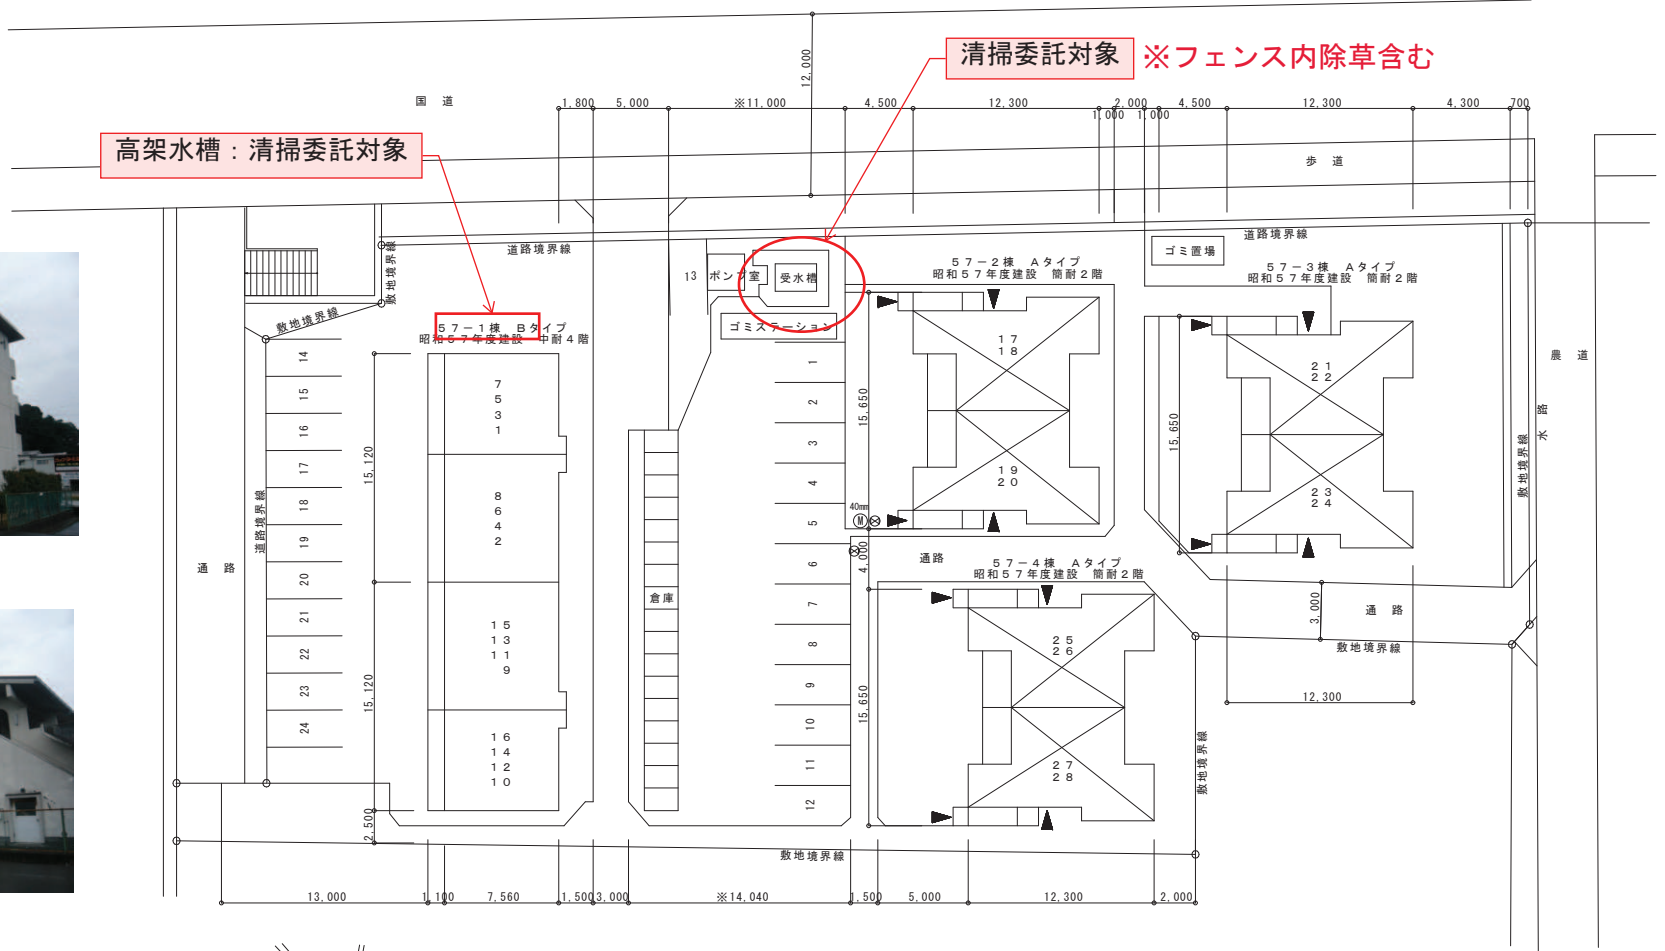 清掃委託対象 ※フェンス内除草含む
12,000
国 道
1,800 5,000 ※11,000 4,500 12,300 2,000 4,500 12,300 4,300 700
1,000 1,000
高架水槽：清掃委託対象
歩 道
道路境界線
道路境界線
敷地境界線
ゴミ置場
13 ポンプ室
受水槽
57－2棟 Aタイプ
昭和57年度建設 簡耐2階
57－3棟 Aタイプ
昭和57年度建設 簡耐2階
敷地境界線
57－1棟 Bタイプ
昭和57年度建設 中耐4階
ゴミステーション
農 道
水 路
敷地境界線
14
15
16
17
18
19
20
21
22
23
24
道路境界線
通 路
15,120
15,120
2,500
7
5
3
1
8
6
4
2
15
13
11
9
16
14
12
10
倉庫
1
2
3
4
5
6
7
8
9
10
11
12
15,650
4,000
15,650
40mm
M
17
18
19
20
15,650
21
22
23
24
通路
57－4棟 Aタイプ
昭和57年度建設 簡耐2階
25
26
27
28
3,000
通 路
敷地境界線
12,300
敷地境界線
敷地境界線
13,000 1,100 7,560 1,500 3,000 ※14,040 1,500 5,000 12,300 2,000